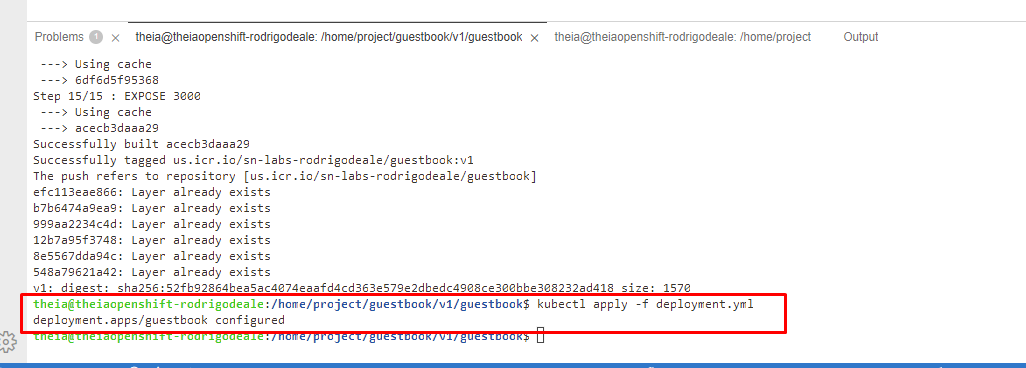 Problems 1 × theia@theiaopenshift-rodrigodeale: /home/project/guestbook/v1/guestbook × theia@theiaopenshift-rodrigodeale: /home/project Output
---> Using cache
---> 6df6d5f95368
Step 15/15 : EXPOSE 3000
---> Using cache
---> acecb3daaa29
Successfully built acecb3daaa29
Successfully tagged us.icr.io/sn-labs-rodrigodeale/guestbook:v1
The push refers to repository [us.icr.io/sn-labs-rodrigodeale/guestbook]
efc113eae866: Layer already exists
b7b6474a9ea9: Layer already exists
999aa2234c4d: Layer already exists
12b7a95f3748: Layer already exists
8e5567dda94c: Layer already exists
548a79621a42: Layer already exists
v1: digest: sha256:52fb92864bea5ac4074eaafd4cd363e579e2dbedc4908ce300bbe308232ad418 size: 1570
theia@theiaopenshift-rodrigodeale:/home/project/guestbook/v1/guestbook$ kubectl apply -f deployment.yml
deployment.apps/guestbook configured
theia@theiaopenshift-rodrigodeale:/home/project/guestbook/v1/guestbook$